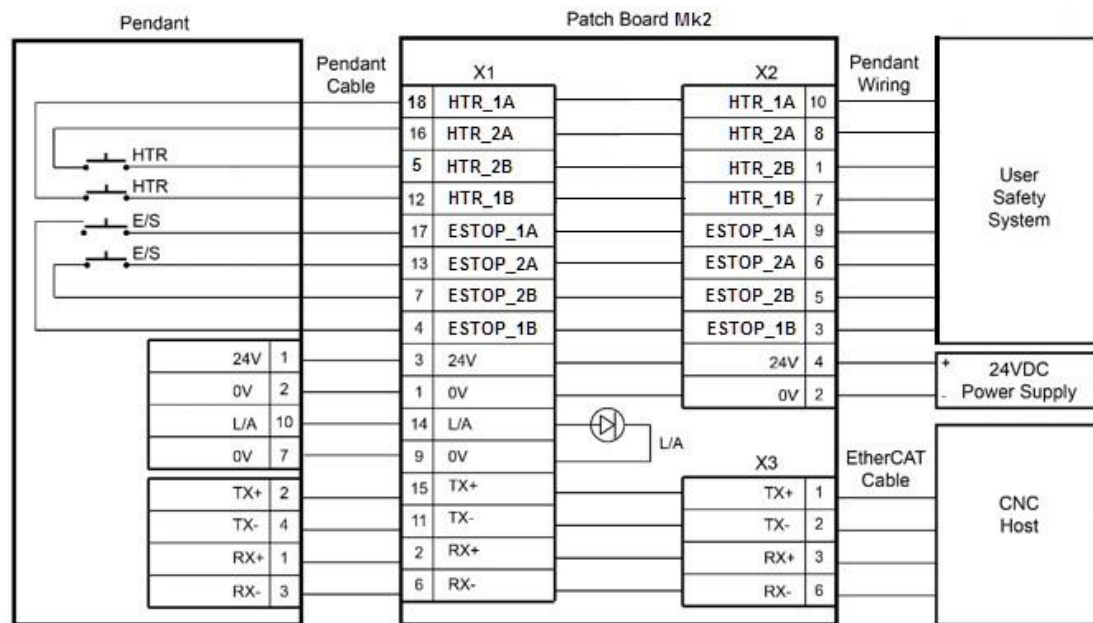 Pendant
Patch Board Mk2
Pendant
Cable
X1
X2
Pendant
Wiring
18 HTR_1A HTR_1A 10
16 HTR_2A HTR_2A 8
HTR 5 HTR_2B HTR_2B 1
HTR 12 HTR_1B HTR_1B 7
E/S 17 ESTOP_1A ESTOP_1A 9
E/S 13 ESTOP_2A ESTOP_2A 6
7 ESTOP_2B ESTOP_2B 5
4 ESTOP_1B ESTOP_1B 3
User
Safety
System
24V 1 3 24V 24V 4 +
0V 2 1 0V 0V 2 -
24VDC
Power Supply
L/A 10 14 L/A
L/A
0V 7 9 0V
X3
EtherCAT
Cable
TX+ 2 15 TX+ TX+ 1
TX- 4 11 TX- TX- 2
RX+ 1 2 RX+ RX+ 3
RX- 3 6 RX- RX- 6
CNC
Host